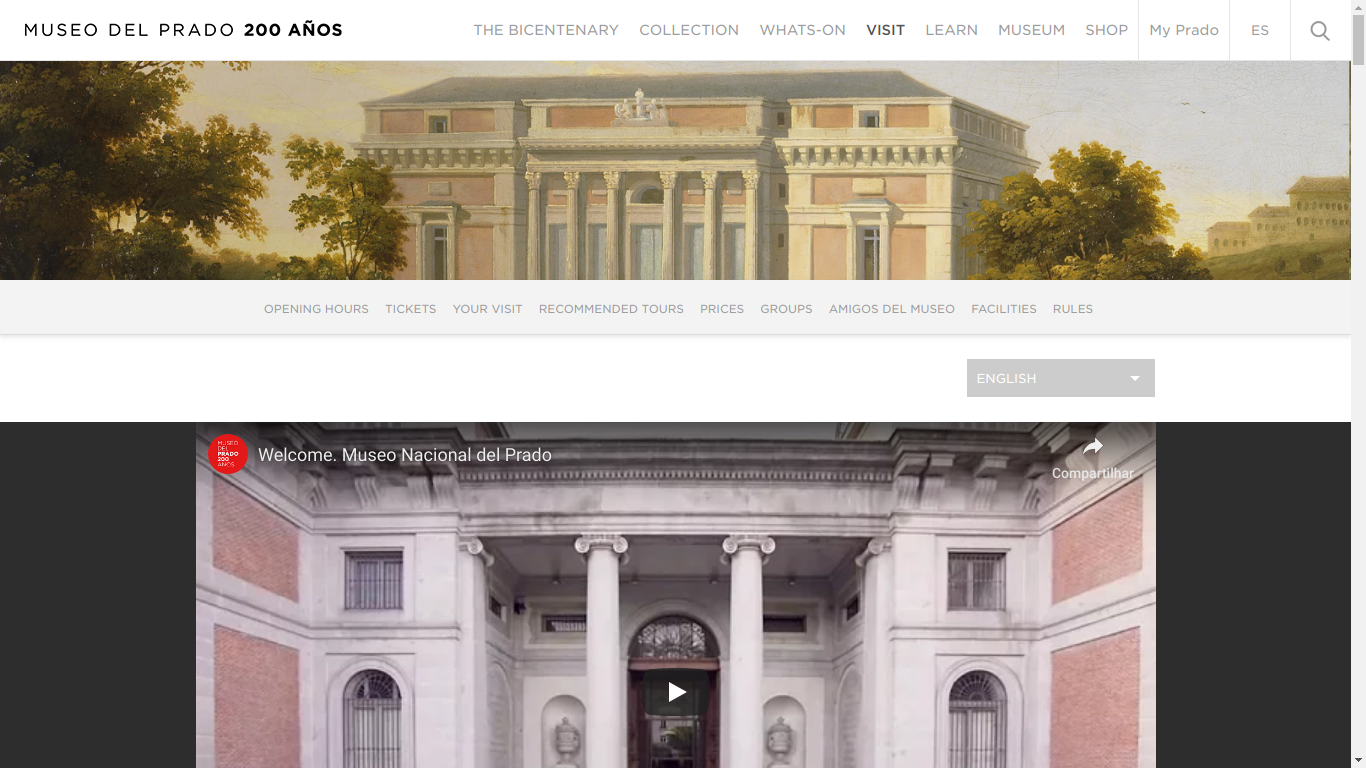 MUSEO DEL PRADO 200 AÑOS
THE BICENTENARY COLLECTION WHATS-ON VISIT LEARN MUSEUM SHOP My Prado ES
OPENING HOURS TICKETS YOUR VISIT RECOMMENDED TOURS PRICES GROUPS AMIGOS DEL MUSEO FACILITIES RULES
ENGLISH
MUSEO
DEL
PRADO
200
AÑOS
Welcome. Museo Nacional del Prado
Compartilhar